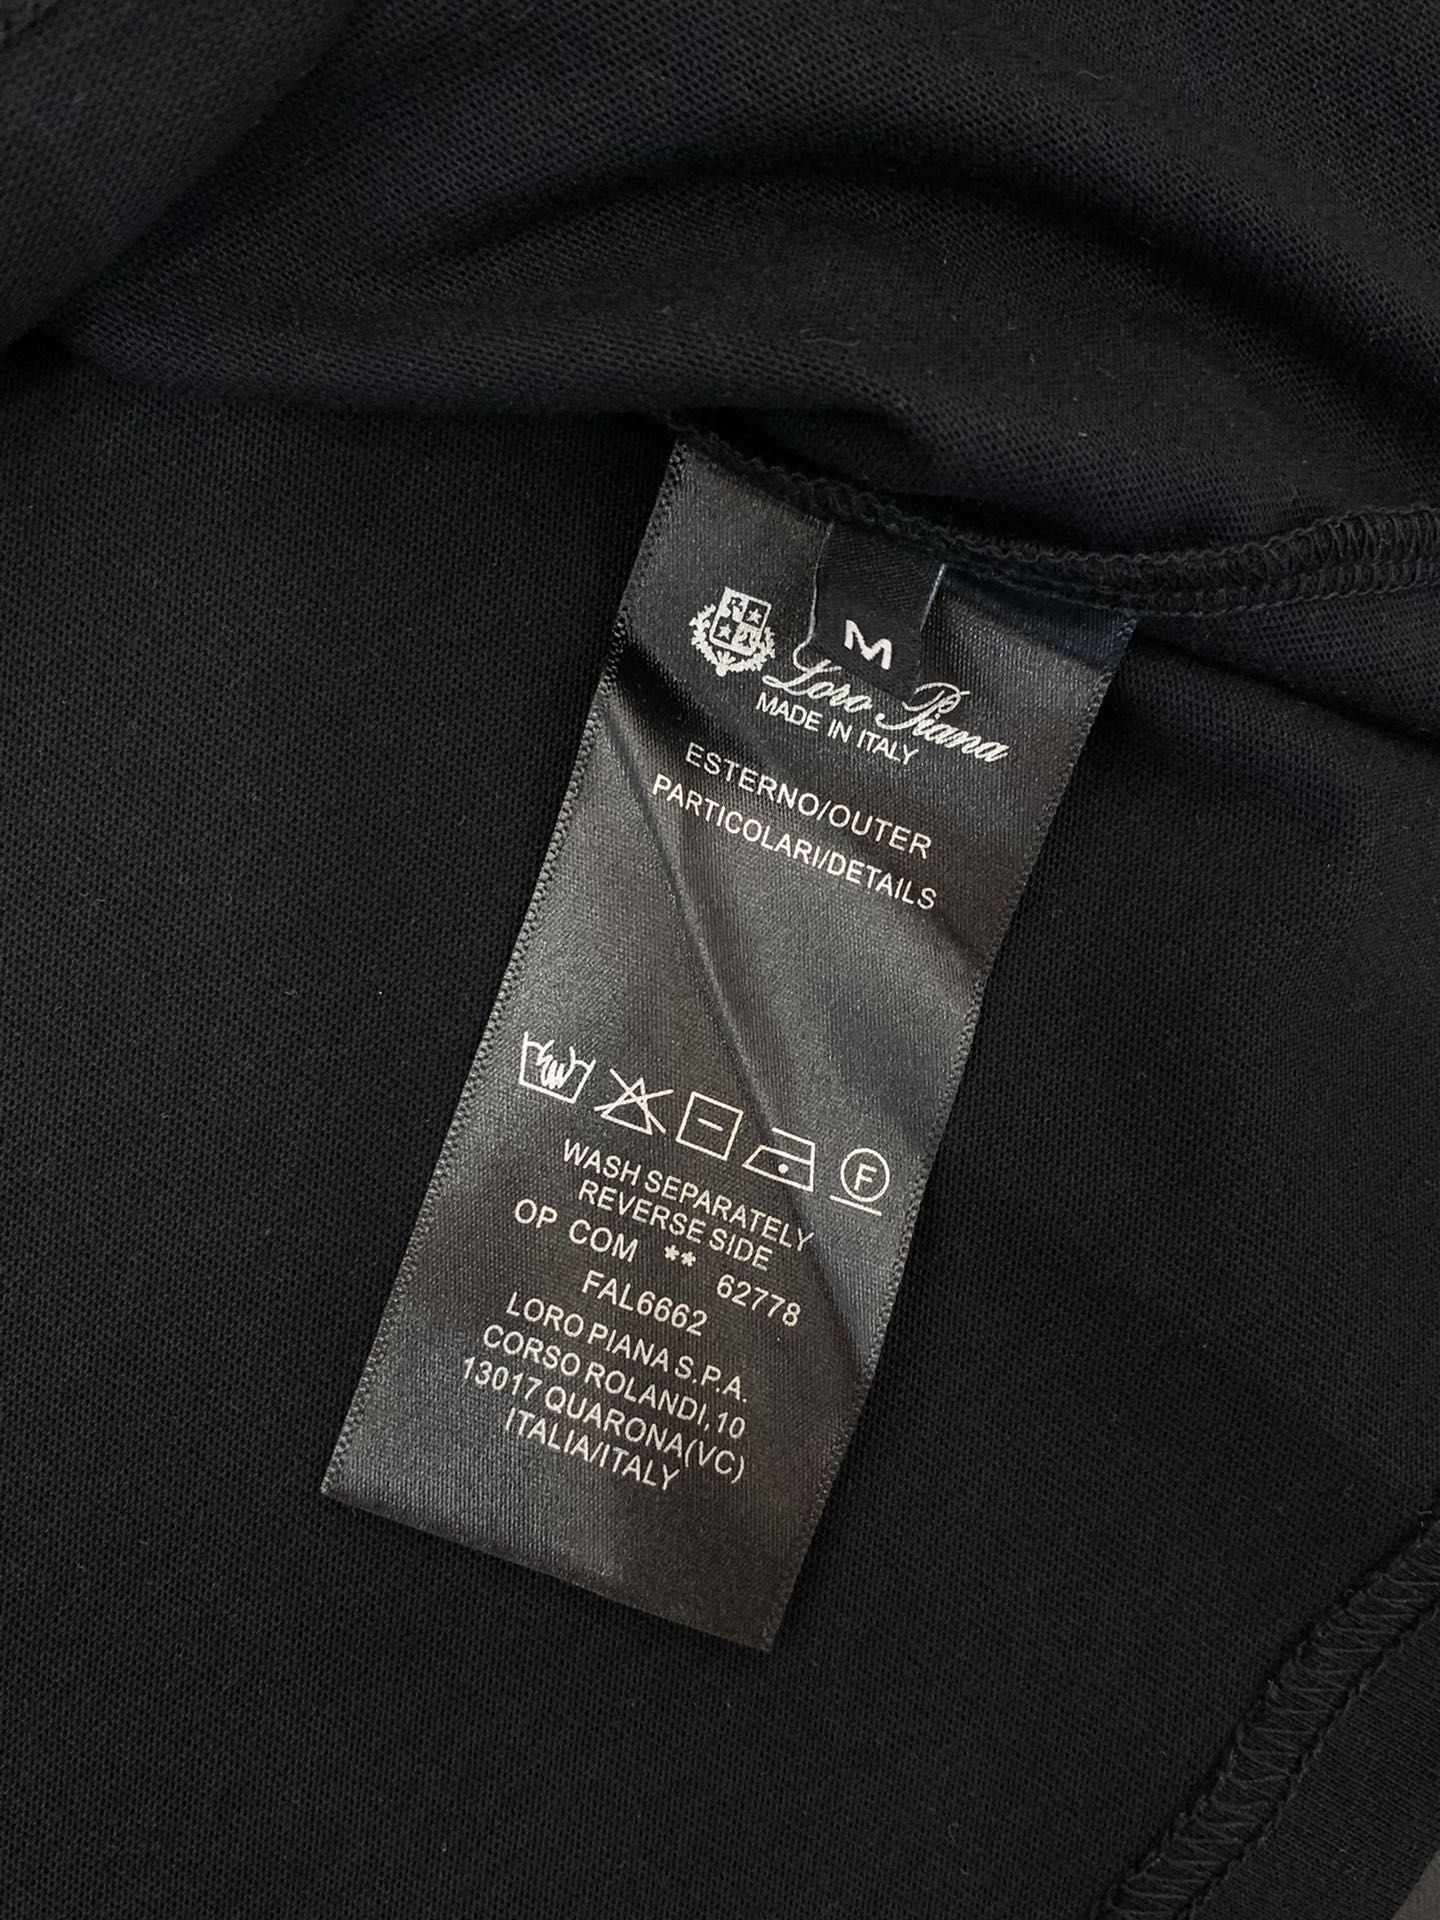 M
Loro Piana
MADE IN ITALY
ESTERNO/OUTER
PARTICOLARI/DETAILS
F
WASH SEPARATELY
REVERSE SIDE
OP COM ** 62778
FAL6662
LORO PIANA S.P.A.
CORSO ROLANDI, 10
13017 QUARONA(VC)
ITALIA/ITALY